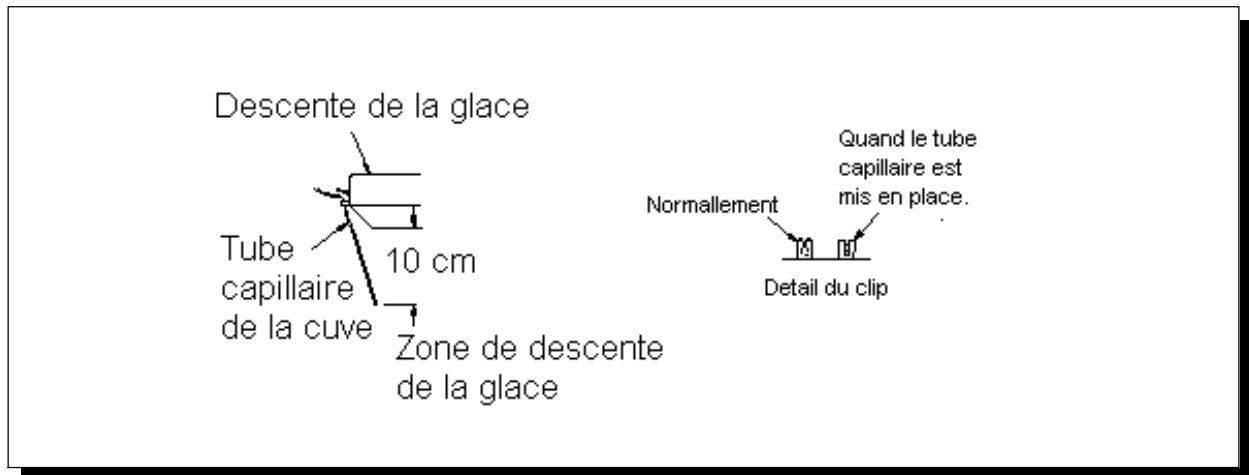 Descente de la glace
Tube
capillaire
de la cuve
10 cm
Zone de descente
de la glace
Quand le tube
capillaire est
mis en place.
Normallement
Detail du clip